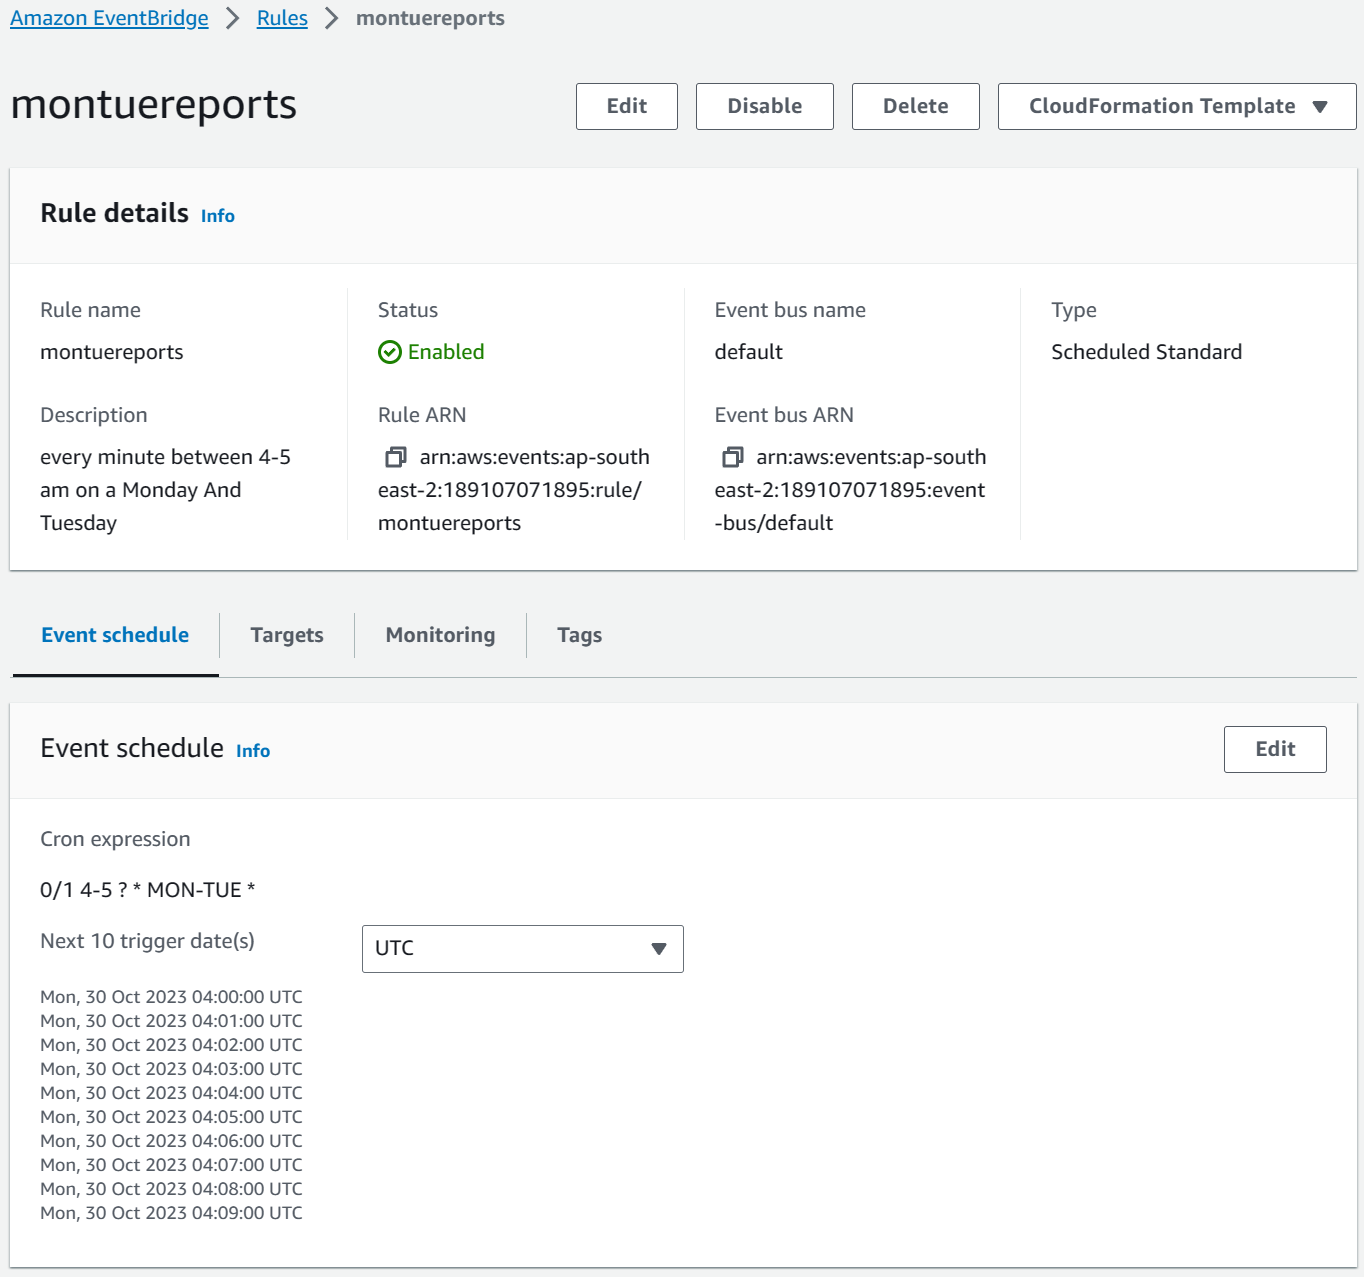 Amazon EventBridge > Rules > montuereports
montuereports
Edit Disable Delete CloudFormation Template
Rule details Info
Rule name
montuereports
Description
every minute between 4-5
am on a Monday And
Tuesday
Status
Enabled
Rule ARN
arn:aws:events:ap-south
east-2:189107071895:rule/
montuereports
Event bus name
default
Event bus ARN
arn:aws:events:ap-south
east-2:189107071895:event
-bus/default
Type
Scheduled Standard
Event schedule Targets Monitoring Tags
Event schedule Info
Edit
Cron expression
0/1 4-5 ? * MON-TUE *
Next 10 trigger date(s)
UTC
Mon, 30 Oct 2023 04:00:00 UTC
Mon, 30 Oct 2023 04:01:00 UTC
Mon, 30 Oct 2023 04:02:00 UTC
Mon, 30 Oct 2023 04:03:00 UTC
Mon, 30 Oct 2023 04:04:00 UTC
Mon, 30 Oct 2023 04:05:00 UTC
Mon, 30 Oct 2023 04:06:00 UTC
Mon, 30 Oct 2023 04:07:00 UTC
Mon, 30 Oct 2023 04:08:00 UTC
Mon, 30 Oct 2023 04:09:00 UTC